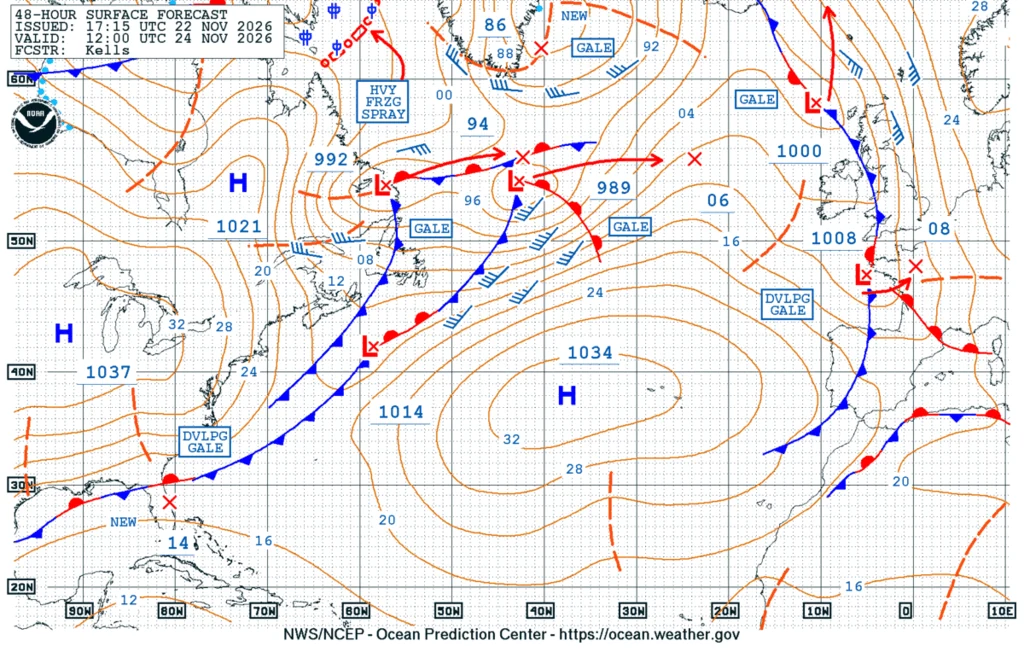 48-HOUR SURFACE FORECAST
ISSUED: 17:15 UTC 22 NOV 2026
VALID: 12:00 UTC 24 NOV 2026
FCSTR: Kells
86
88
NEW
GALE
92
28
60N
NOAA
HVY
FRZG
SPRAY
00
94
GALE
04
24
992
1000
H
L
L
L
989
96
06
1021
GALE
GALE
16
1008
08
50N
20
08
12
24
L
DVLPG
GALE
H
32
28
L
1034
1037
24
40N
H
1014
DVLPG
GALE
32
28
30N
20
20
NEW
14
16
20N
12
16
90W
80W
70W
60W
50W
40W
30W
20W
10W
0
10E
NWS/NCEP - Ocean Prediction Center - https://ocean.weather.gov